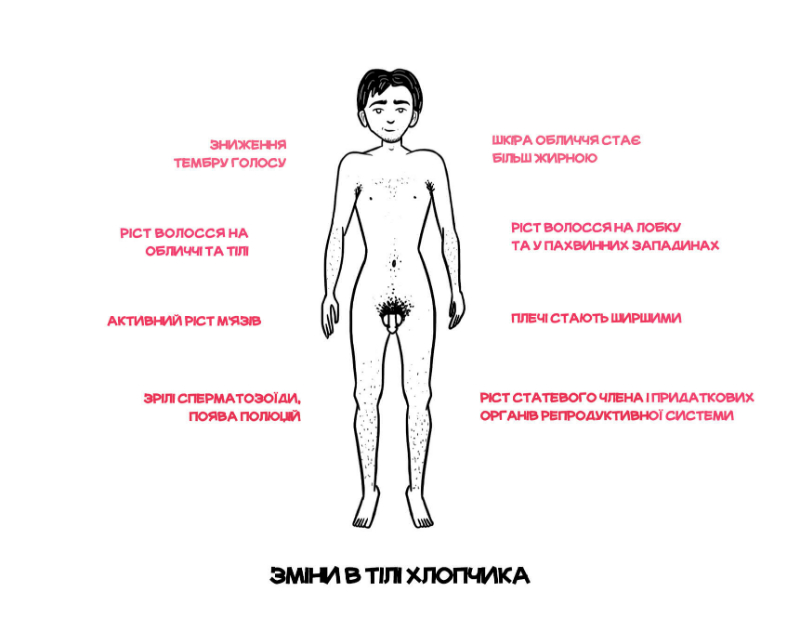 ЗНИЖЕННЯ
ТЕМБРУ ГОЛОСУ
ШКІРА ОБЛИЧЧЯ СТАЄ
БІЛЬШ ЖИРНОЮ
РІСТ ВОЛОССЯ НА
ОБЛИЧЧІ ТА ТІЛІ
РІСТ ВОЛОССЯ НА ЛОБКУ
ТА У ПАХВИННИХ ЗАПАДИНАХ
АКТИВНИЙ РІСТ М'ЯЗІВ
ПЛЕЧІ СТАЮТЬ ШИРШИМИ
ЗРІЛІ СПЕРМАТОЗОЇДИ,
ПОЯВА ПОЛЮЦІЙ
РІСТ СТАТЕВОГО ЧЛЕНА І ПРИДАТКОВИХ
ОРГАНІВ РЕПРОДУКТИВНОЇ СИСТЕМИ
ЗМІНИ В ТІЛІ ХЛОПЧИКА